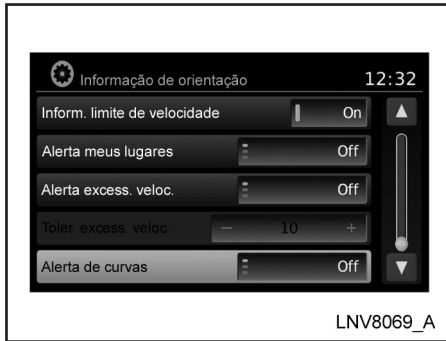 Informação de orientação 12:32
Inform. limite de velocidade On
Alerta meus lugares Off
Alerta excess. veloc. Off
Toler. excess. veloc. − 10 +
Alerta de curvas Off
LNV8069_A